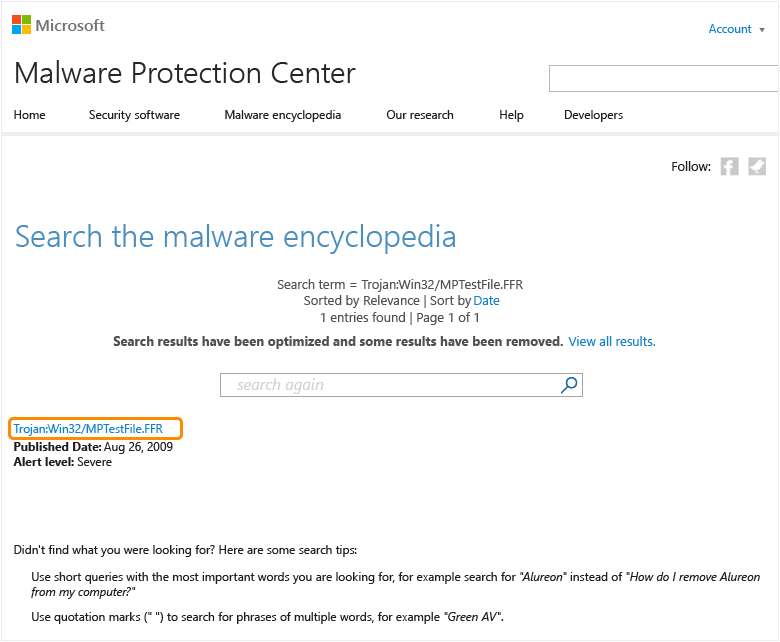 Microsoft
Account
Malware Protection Center
Home Security software Malware encyclopedia Our research Help Developers
Follow:
Search the malware encyclopedia
Search term = Trojan:Win32/MPTestFile.FFR
Sorted by Relevance | Sort by Date
1 entries found | Page 1 of 1
Search results have been optimized and some results have been removed. View all results.
search again
Trojan:Win32/MPTestFile.FFR
Published Date: Aug 26, 2009
Alert level: Severe
Didn't find what you were looking for? Here are some search tips:
Use short queries with the most important words you are looking for, for example search for "Alureon" instead of "How do I remove Alureon
from my computer?"
Use quotation marks (" ") to search for phrases of multiple words, for example "Green AV".